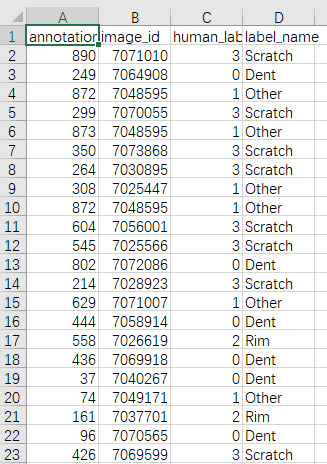 A B C D
1 annotation image_id human_lab label_name
2 890 7071010 3 Scratch
3 249 7064908 0 Dent
4 872 7048595 1 Other
5 299 7070055 3 Scratch
6 873 7048595 1 Other
7 350 7073868 3 Scratch
8 264 7030895 3 Scratch
9 308 7025447 1 Other
10 872 7048595 1 Other
11 604 7056001 3 Scratch
12 545 7025566 3 Scratch
13 802 7072086 0 Dent
14 214 7028923 3 Scratch
15 629 7071007 1 Other
16 444 7058914 0 Dent
17 558 7026619 2 Rim
18 436 7069918 0 Dent
19 37 7040267 0 Dent
20 74 7049171 1 Other
21 161 7037701 2 Rim
22 96 7070565 0 Dent
23 426 7069599 3 Scratch